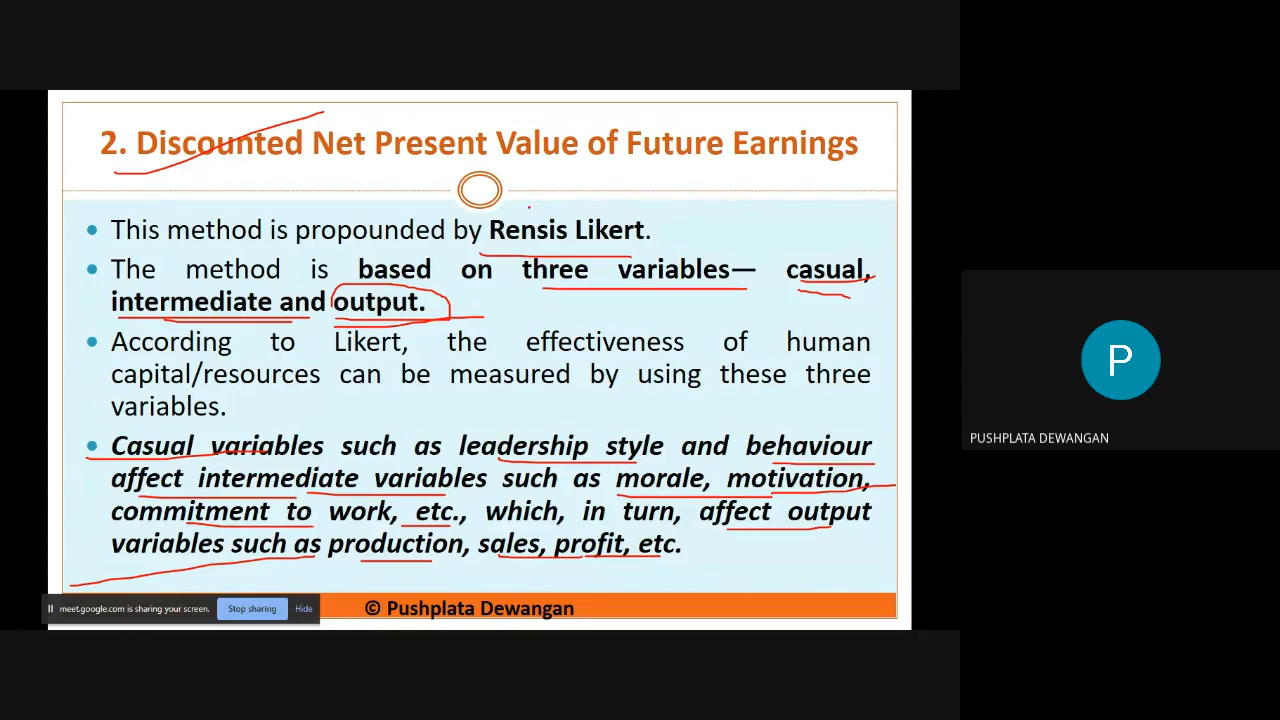 2. Discounted Net Present Value of Future Earnings
• This method is propounded by Rensis Likert.
• The method is based on three variables— casual,
intermediate and output.
• According to Likert, the effectiveness of human
capital/resources can be measured by using these three
variables.
• Casual variables such as leadership style and behaviour
affect intermediate variables such as morale, motivation,
commitment to work, etc., which, in turn, affect output
variables such as production, sales, profit, etc.
meet.google.com is sharing your screen. Stop sharing Hide
© Pushplata Dewangan
P
PUSHPLATA DEWANGAN